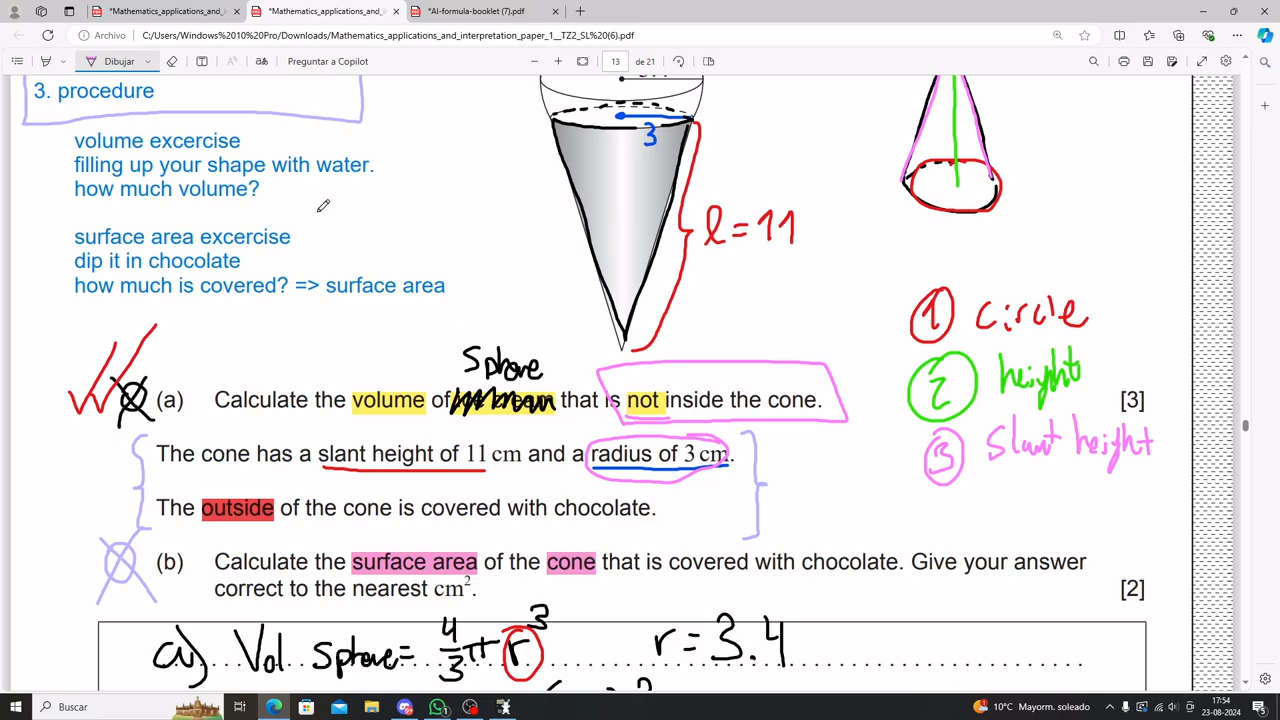 *Mathematics_applications_and_in
*Mathematics_applications_and_in
*AI-formula-booklet (7).pdf
Archivo
C:/Users/Windows%2010%20Pro/Downloads/Mathematics_applications_and_interpretation_paper_1__TZ2_SL%20(6).pdf
Dibujar
Preguntar a Copilot
13 de 21
3. procedure
volume excercise
filling up your shape with water.
how much volume?
surface area excercise
dip it in chocolate
how much is covered? => surface area
3
l = 11
① circle
② height
③ slant height
sphere
(a) Calculate the volume of that is not inside the cone. [3]
The cone has a slant height of 11 cm and a radius of 3 cm.
The outside of the cone is covered with chocolate.
(b) Calculate the surface area of the cone that is covered with chocolate. Give your answer
correct to the nearest cm². [2]
a) Vol sphere = 4/3 π r³ r = 3.4
Buscar
10°C Mayorm. soleado
17:54
23-08-2024
5